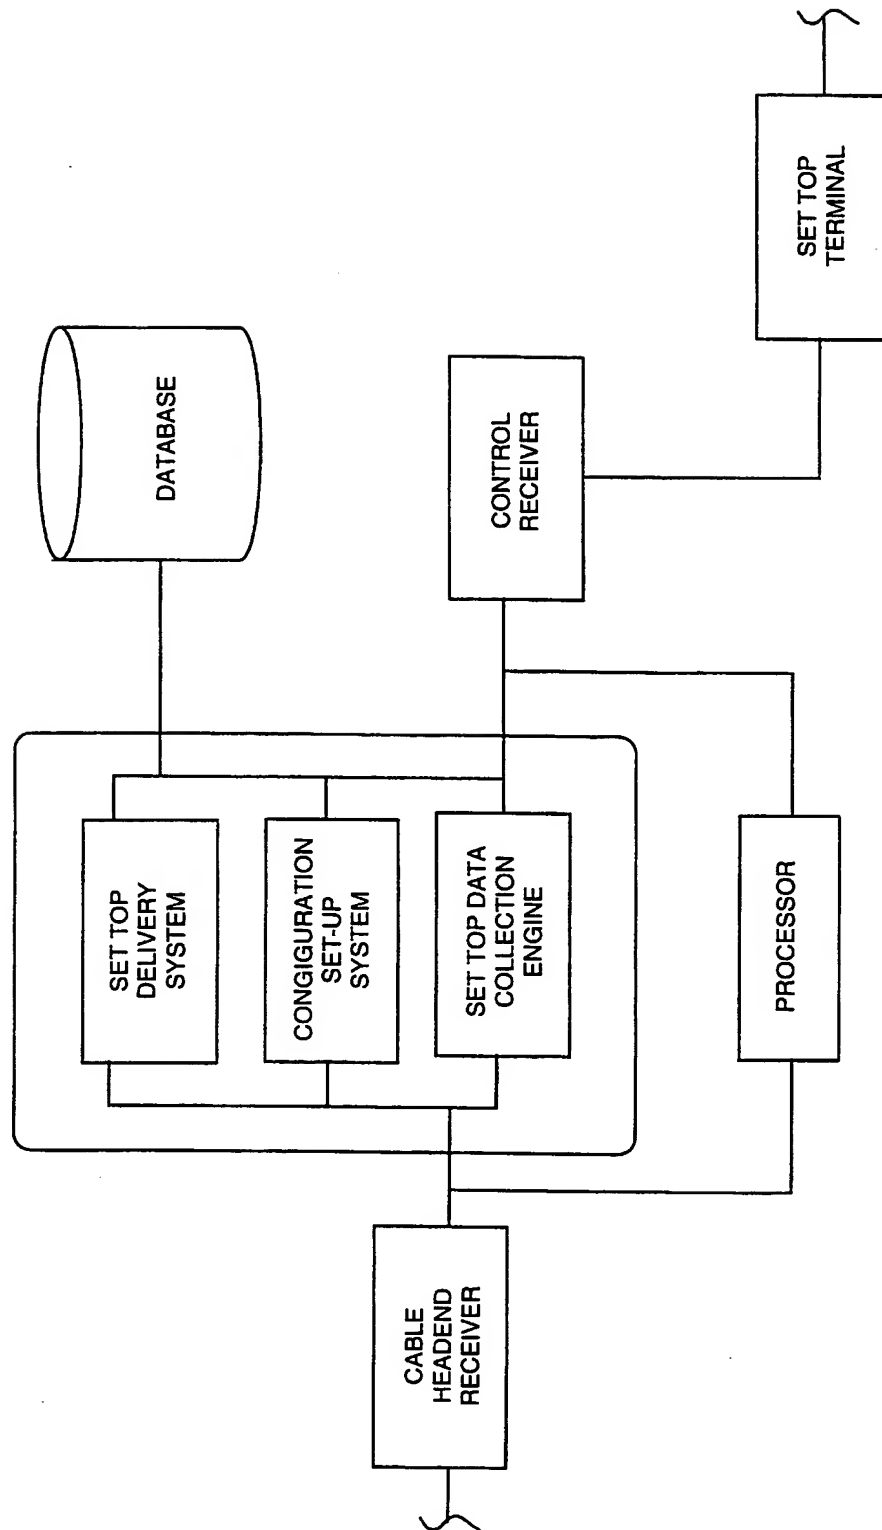 DATABASE
SET TOP
DELIVERY
SYSTEM
CONGIGURATION
SET-UP
SYSTEM
SET TOP DATA
COLLECTION
ENGINE
CABLE
HEADEND
RECEIVER
CONTROL
RECEIVER
PROCESSOR
SET TOP
TERMINAL